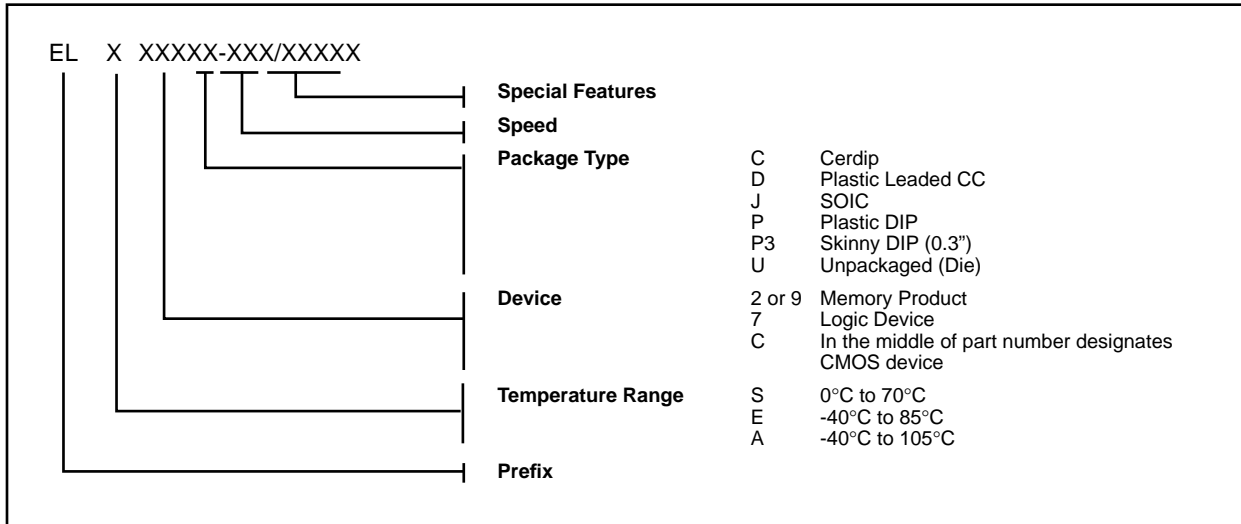 EL X XXXXX-XXX/XXXXX
Special Features
Speed
Package Type C Cerdip
D Plastic Leaded CC
J SOIC
P Plastic DIP
P3 Skinny DIP (0.3”)
U Unpackaged (Die)
Device 2 or 9 Memory Product
7 Logic Device
C In the middle of part number designates
CMOS device
Temperature Range S 0°C to 70°C
E -40°C to 85°C
A -40°C to 105°C
Prefix